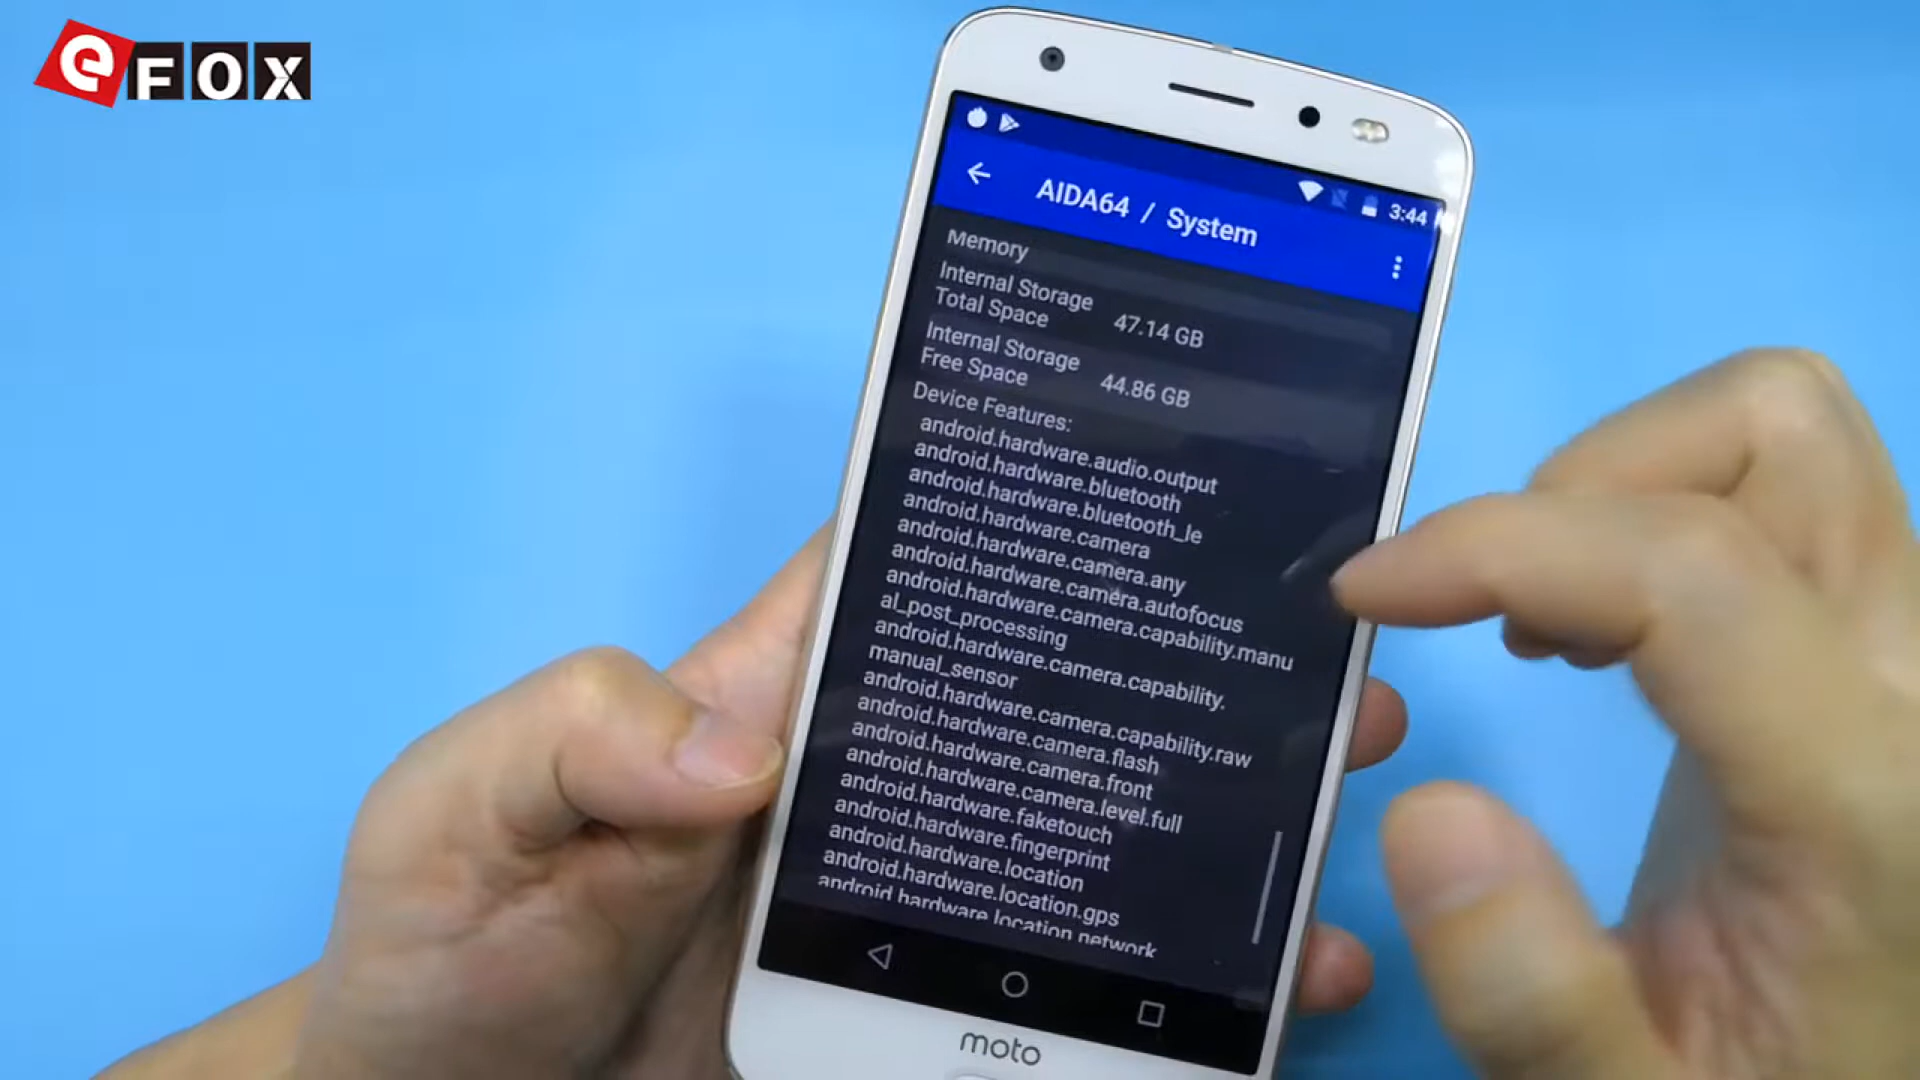 eFOX
3:44
AIDA64 / System
Memory
Internal Storage
Total Space
47.14 GB
Internal Storage
Free Space
44.86 GB
Device Features:
android.hardware.audio.output
android.hardware.bluetooth
android.hardware.bluetooth_le
android.hardware.camera
android.hardware.camera.any
android.hardware.camera.autofocus
android.hardware.camera.capability.manu
al_post_processing
android.hardware.camera.capability.
manual_sensor
android.hardware.camera.capability.raw
android.hardware.camera.flash
android.hardware.camera.front
android.hardware.camera.level.full
android.hardware.faketouch
android.hardware.fingerprint
android.hardware.location
android.hardware.location.gps
android.hardware.location.network
moto